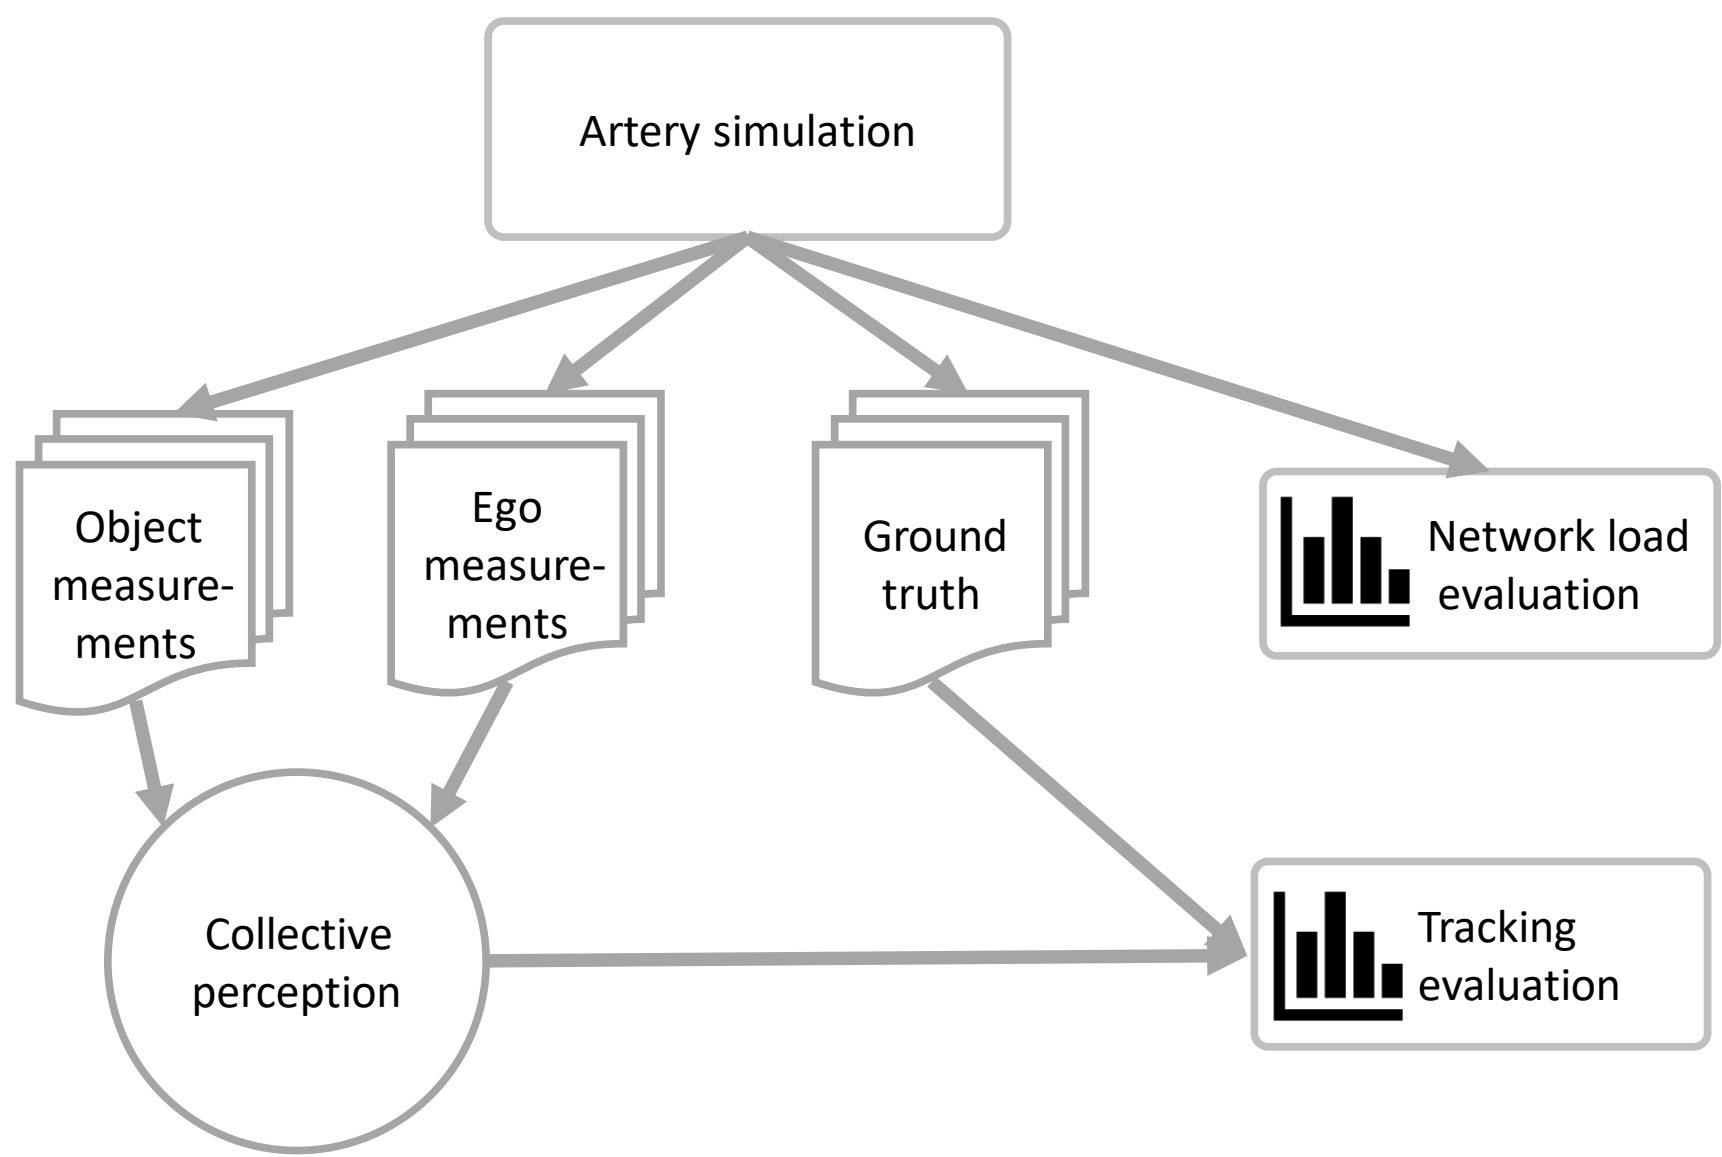 Artery simulation
Object
measure-
ments
Ego
measure-
ments
Ground
truth
Network load
evaluation
Collective
perception
Tracking
evaluation